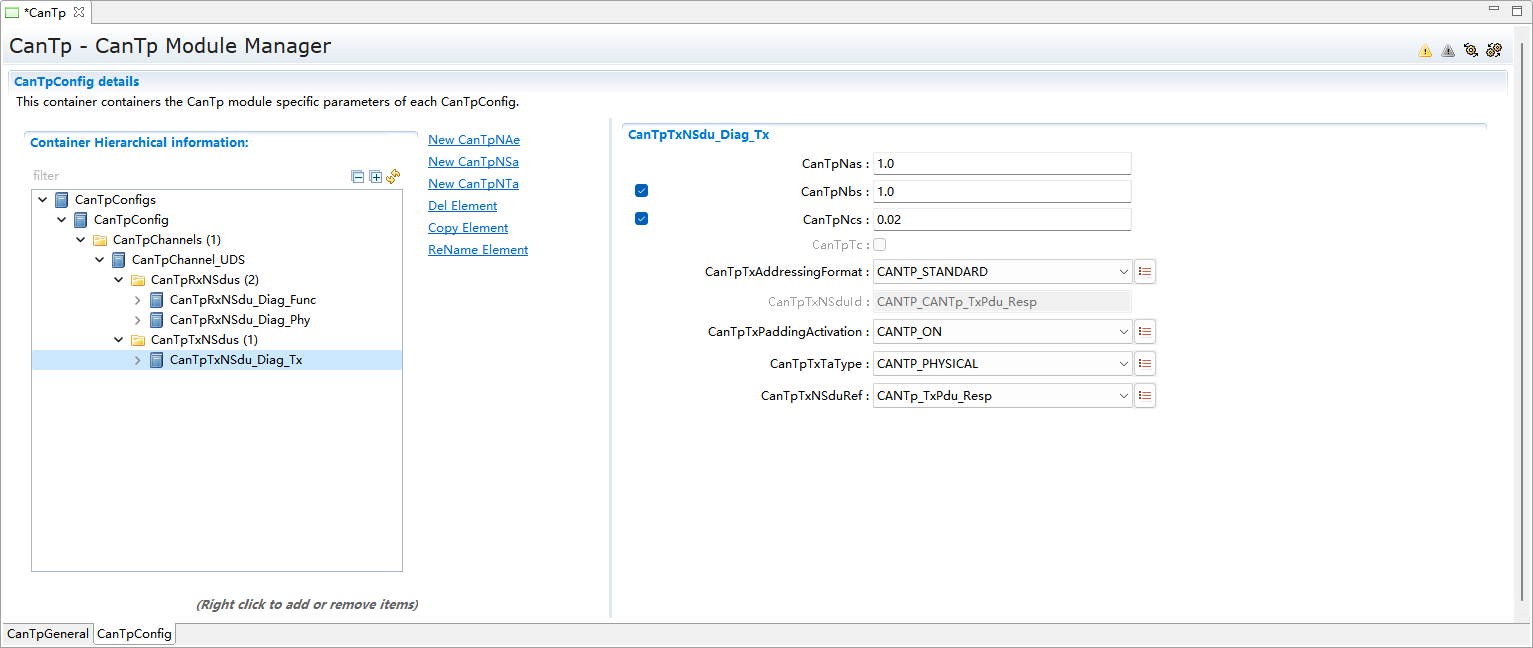 *CanTp
CanTp - CanTp Module Manager
CanTpConfig details
This container containers the CanTp module specific parameters of each CanTpConfig.
Container Hierarchical information:
filter
CanTpConfigs
CanTpConfig
CanTpChannels (1)
CanTpChannel_UDS
CanTpRxNSdus (2)
CanTpRxNSdu_Diag_Func
CanTpRxNSdu_Diag_Phy
CanTpTxNSdus (1)
CanTpTxNSdu_Diag_Tx
(Right click to add or remove items)
New CanTpNAe
New CanTpNSa
New CanTpNTa
Del Element
Copy Element
ReName Element
CanTpTxNSdu_Diag_Tx
CanTpNas : 1.0
CanTpNbs : 1.0
CanTpNcs : 0.02
CanTpTc :
CanTpTxAddressingFormat : CANTP_STANDARD
CanTpTxNSduId : CANTP_CANTp_TxPdu_Resp
CanTpTxPaddingActivation : CANTP_ON
CanTpTxTaType : CANTP_PHYSICAL
CanTpTxNSduRef : CANTp_TxPdu_Resp
CanTpGeneral CanTpConfig